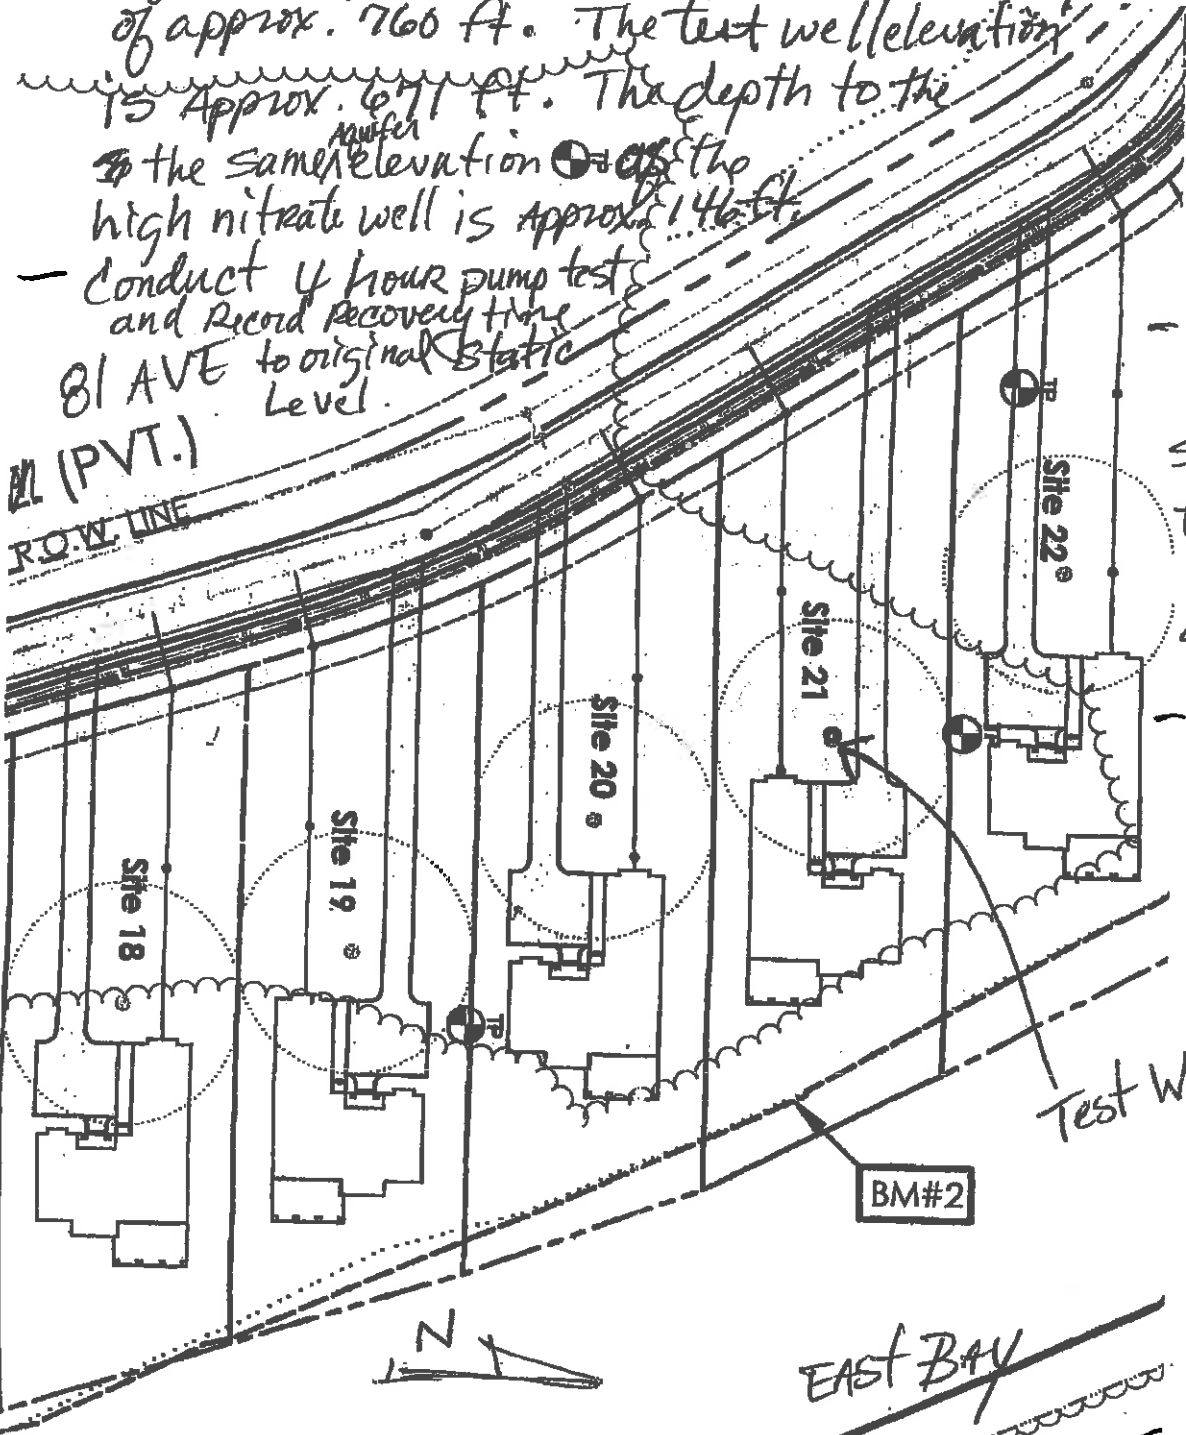 of approx. 760 ft. The test well elevation
is Approx. 671 ft. The depth to the
the same Aquifer elevation as the
high nitrate well is Approx. 146 ft.
Conduct 4 hour pump test
and Record Recovery time
to original static
Level.
81 AVE
(PVT.)
R.O.W. LINE
TP
Site 22
Site 21
Site 20
Site 19
Site 18
TP
Test W
BM#2
N
EAST BAY